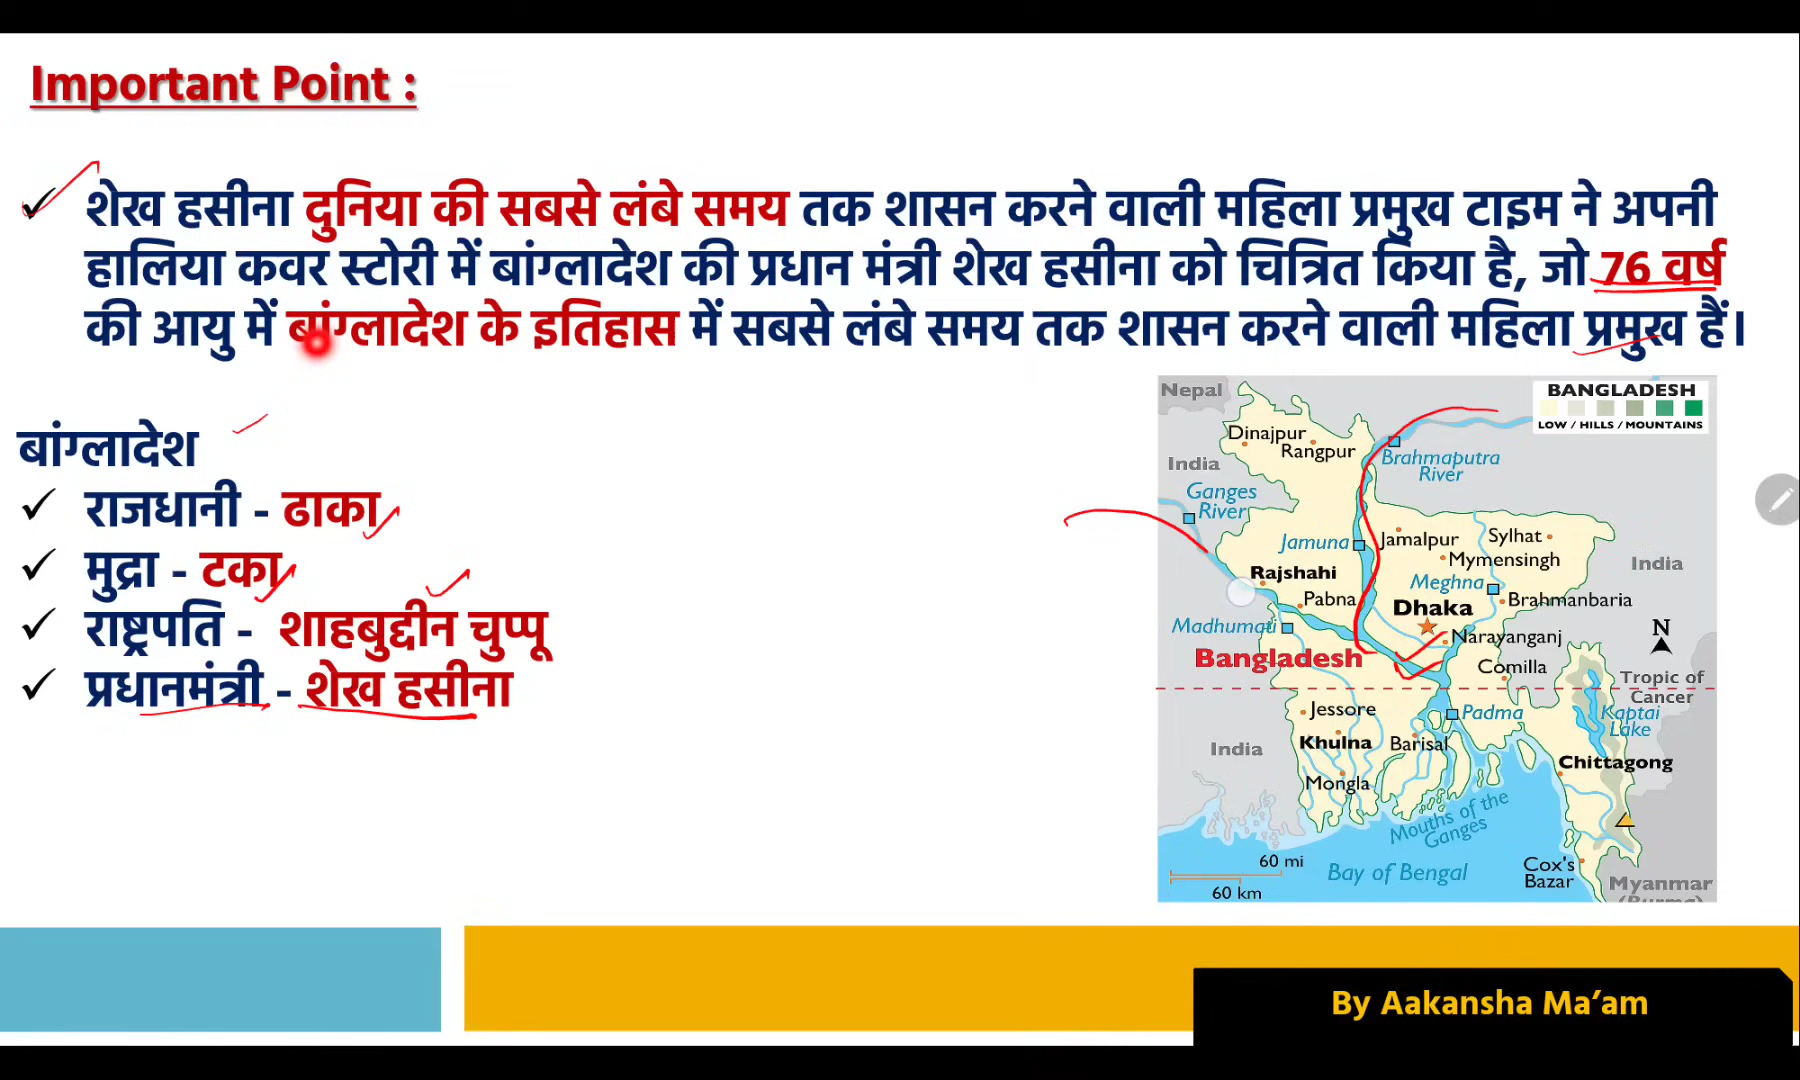 Important Point :
शेख हसीना दुनिया की सबसे लंबे समय तक शासन करने वाली महिला प्रमुख टाइम ने अपनी
हालिया कवर स्टोरी में बांग्लादेश की प्रधान मंत्री शेख हसीना को चित्रित किया है, जो 76 वर्ष
की आयु में बांग्लादेश के इतिहास में सबसे लंबे समय तक शासन करने वाली महिला प्रमुख हैं।
बांग्लादेश
राजधानी - ढाका
मुद्रा - टका
राष्ट्रपति - शाहबुद्दीन चुप्पू
प्रधानमंत्री - शेख हसीना
Nepal
BANGLADESH
LOW / HILLS / MOUNTAINS
Dinajpur
Rangpur
India
Brahmaputra
River
Ganges
River
Jamuna
Jamalpur
Sylhat
Mymensingh
India
Rajshahi
Meghna
Pabna
Dhaka
Brahmanbaria
Madhumati
Narayanganj
N
Bangladesh
Comilla
Tropic of
Cancer
Jessore
Padma
Kaptai
Lake
India
Khulna
Barisal
Chittagong
Mongla
Mouths of the
Ganges
60 mi
60 km
Bay of Bengal
Cox's
Bazar
Myanmar
(Burma)
By Aakansha Ma’am